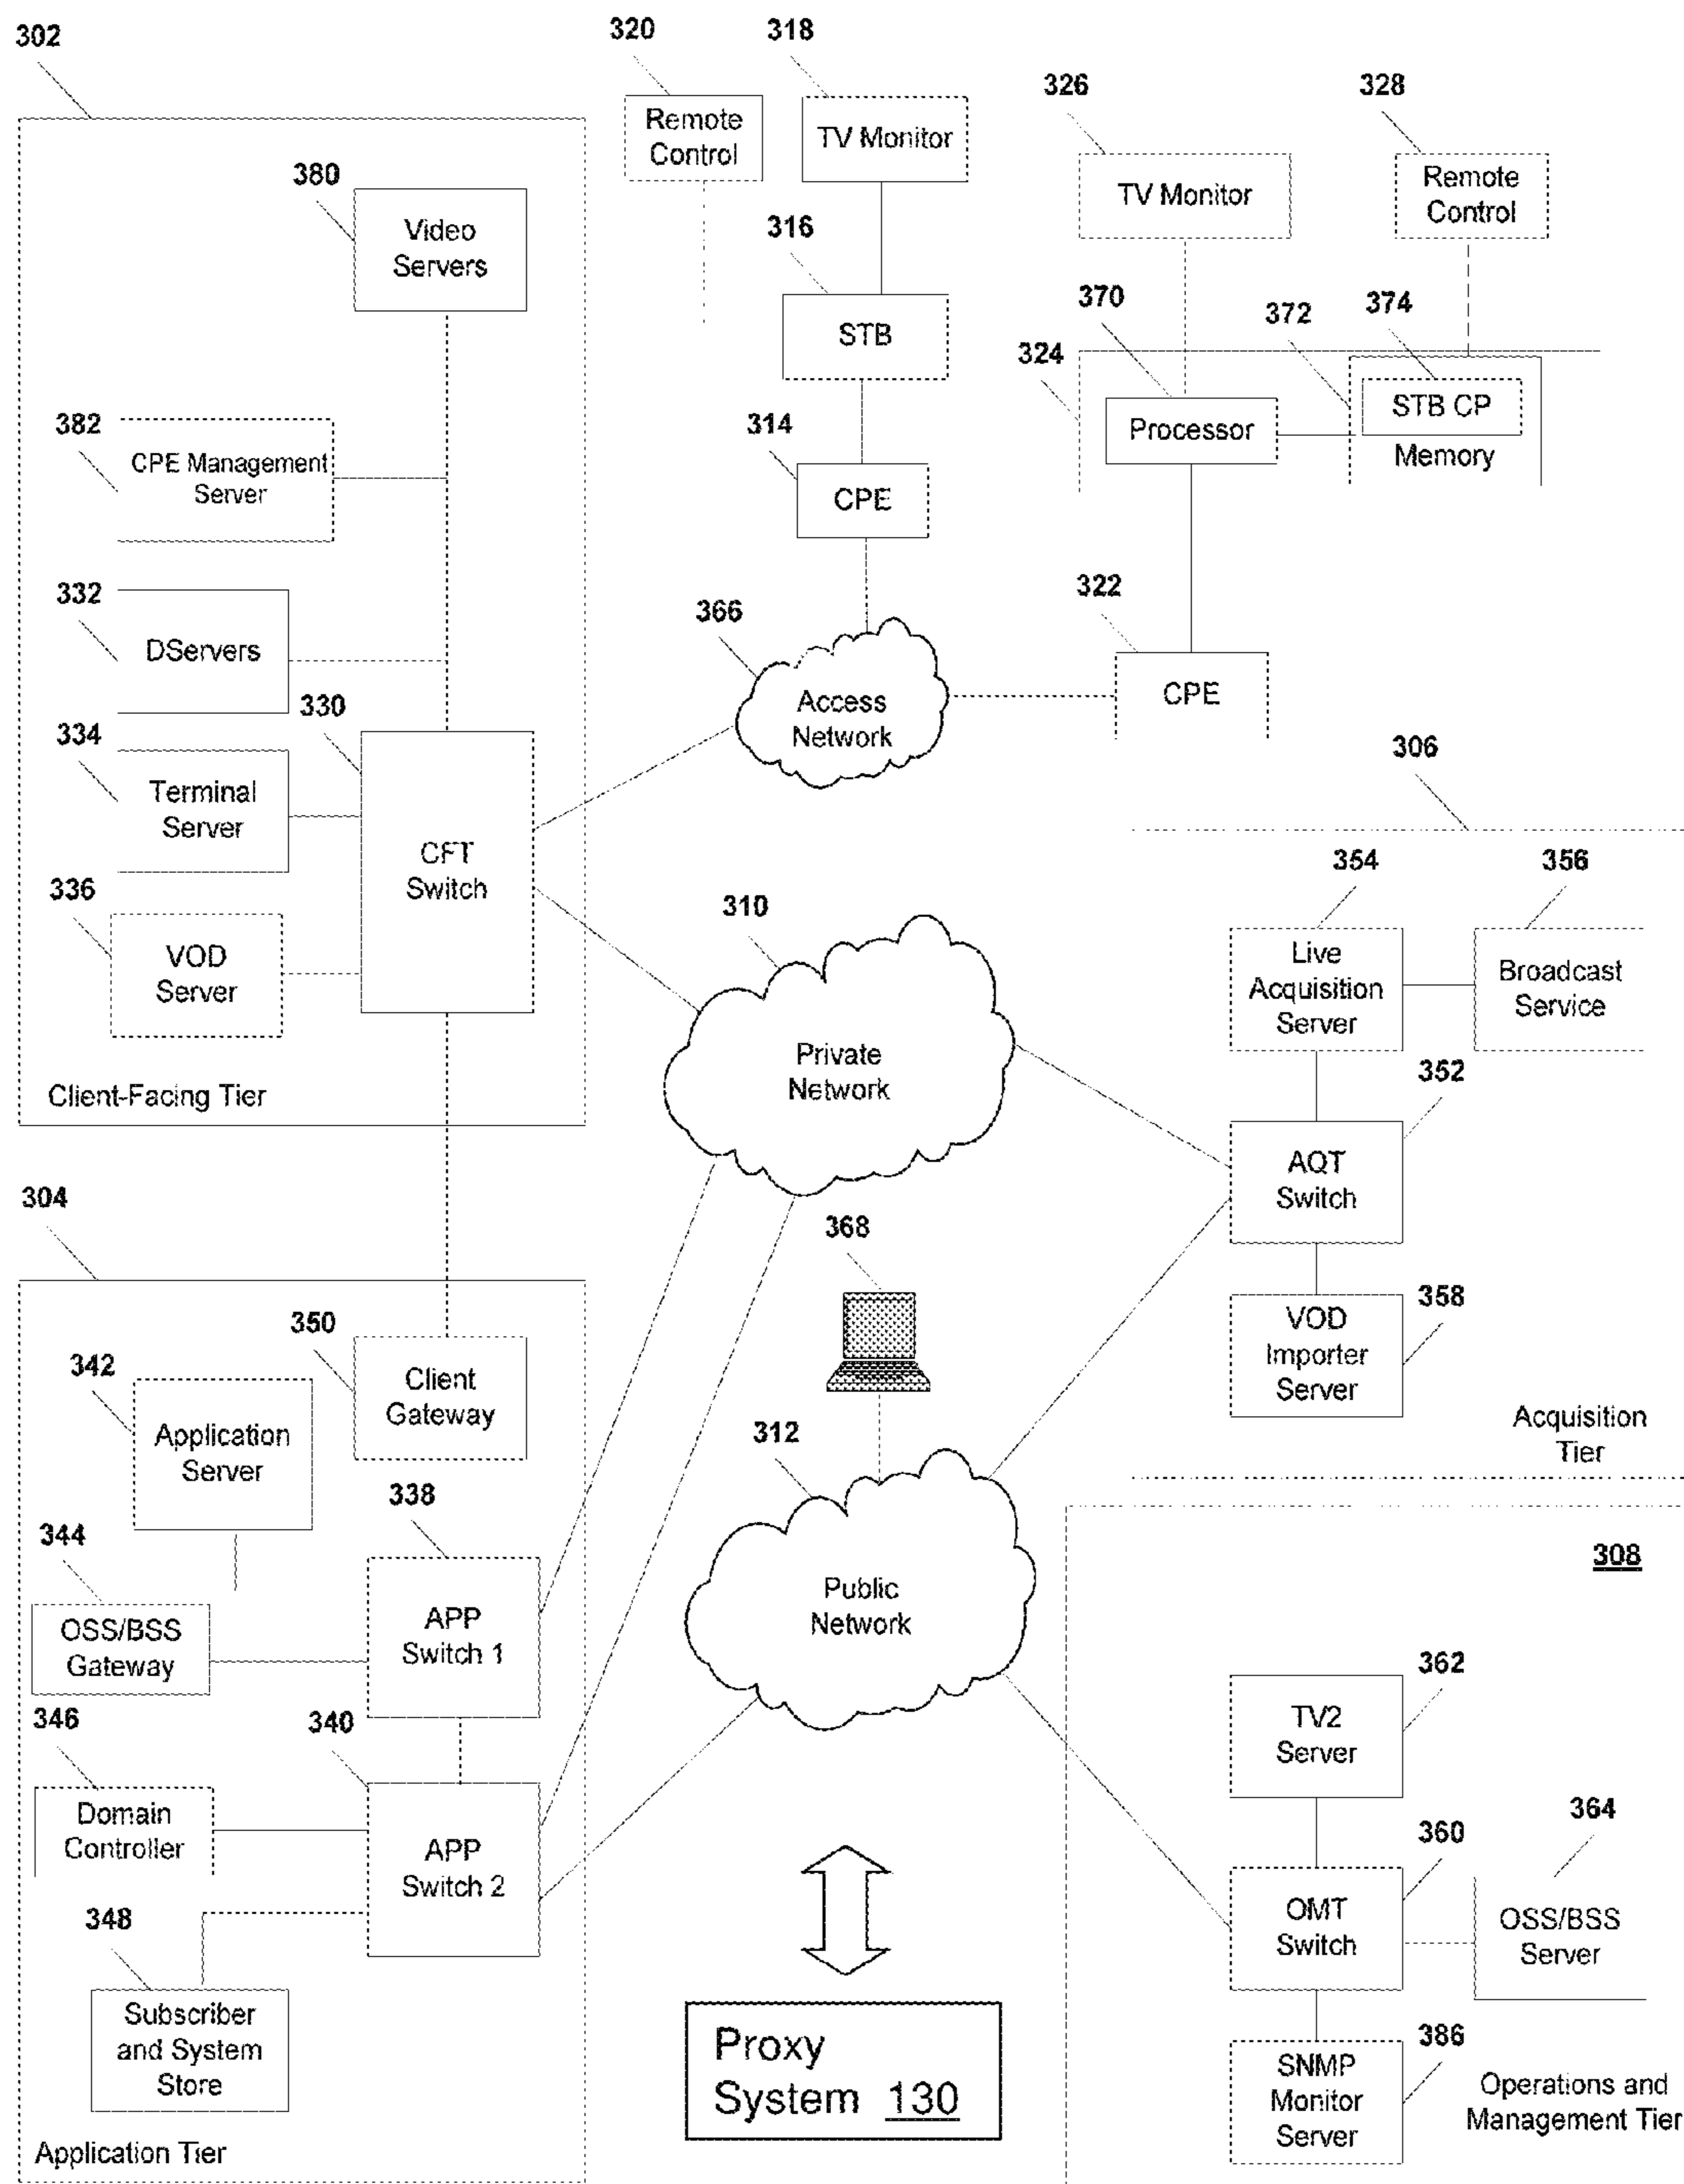 302
320
318
Remote
Control
TV Monitor
326
328
TV Monitor
Remote
Control
380
Video
Servers
316
STB
370
372
374
324
Processor
STB CP
Memory
382
CPE Management
Server
314
CPE
332
DServers
366
Access
Network
322
CPE
330
334
Terminal
Server
CFT
Switch
336
VOD
Server
Client-Facing Tier
306
354
356
Live
Acquisition
Server
Broadcast
Service
310
Private
Network
352
AQT
Switch
358
VOD
Importer
Server
Acquisition
Tier
304
350
Client
Gateway
342
Application
Server
338
344
OSS/BSS
Gateway
APP
Switch 1
346
340
Domain
Controller
APP
Switch 2
348
Subscriber
and System
Store
Application Tier
368
312
Public
Network
Proxy
System 130
308
362
TV2
Server
360
364
OMT
Switch
OSS/BSS
Server
386
SNMP
Monitor
Server
Operations and
Management Tier